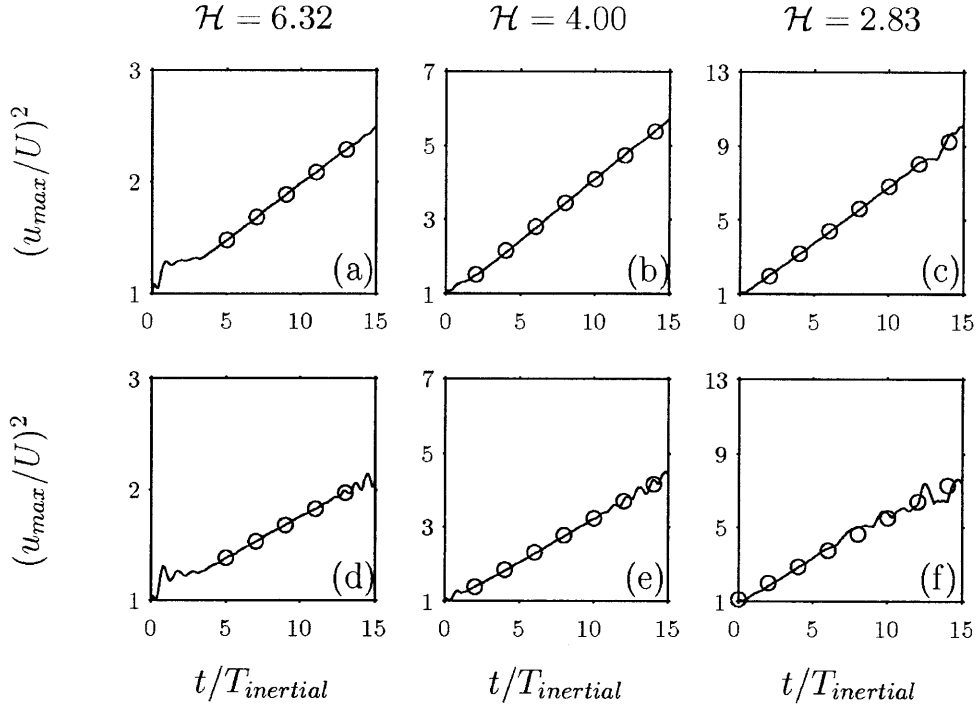 ℋ = 6.32 ℋ = 4.00 ℋ = 2.83
3 7 13
(u_max/U)² 2 5 9
3 5
1 (a) 1 (b) 1 (c)
0 5 10 15 0 5 10 15 0 5 10 15
3 7 13
(u_max/U)² 2 5 9
3 5
1 (d) 1 (e) 1 (f)
0 5 10 15 0 5 10 15 0 5 10 15
t/T_inertial t/T_inertial t/T_inertial